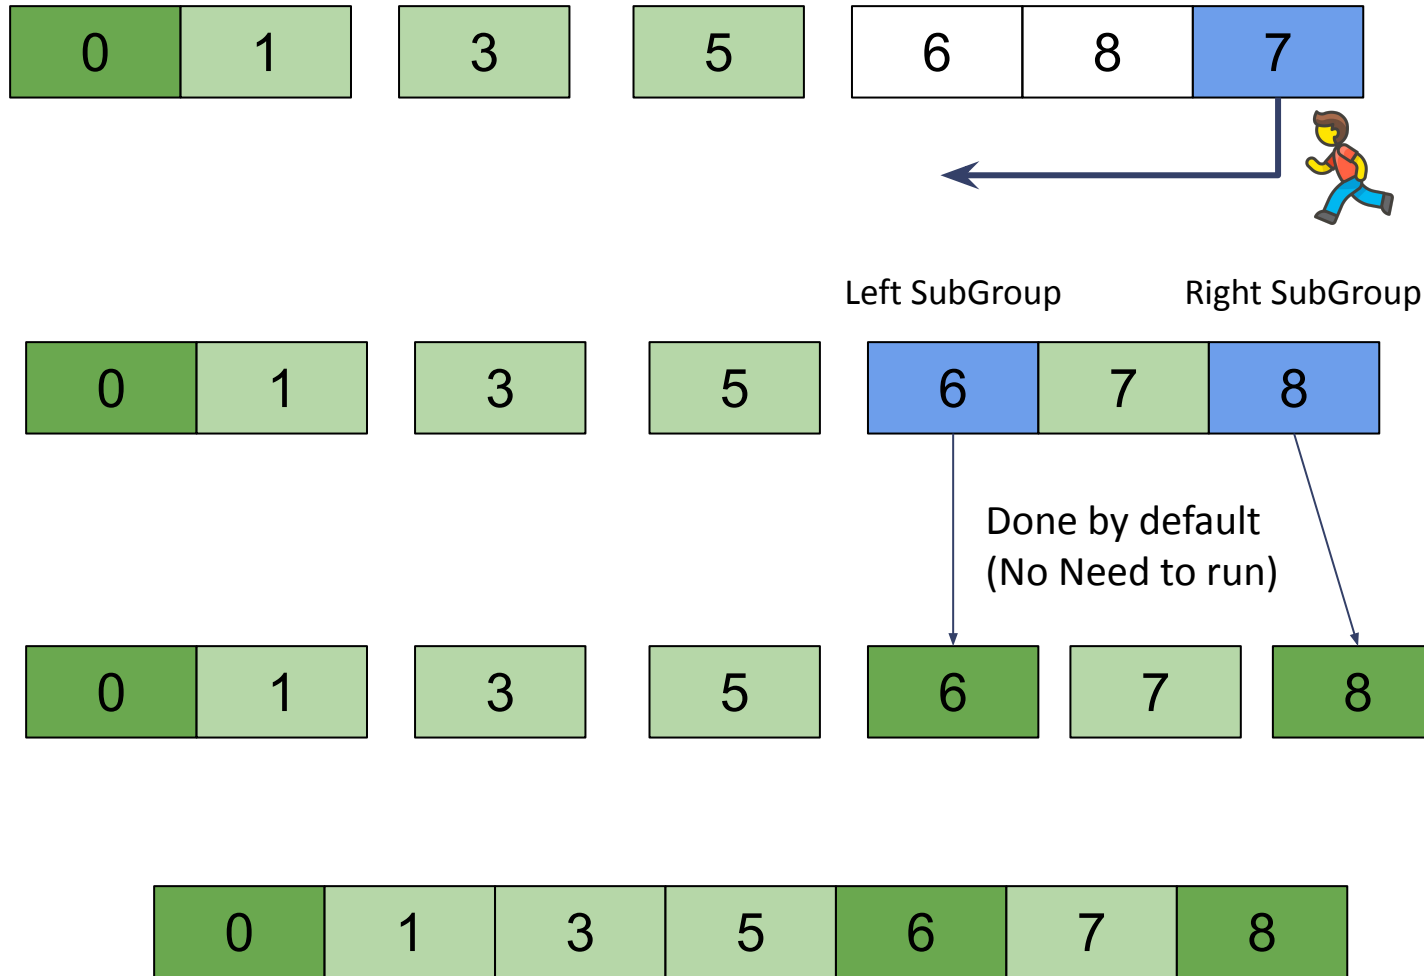 0 1 3 5 6 8 7
Left SubGroup Right SubGroup
0 1 3 5 6 7 8
Done by default
(No Need to run)
0 1 3 5 6 7 8
0 1 3 5 6 7 8